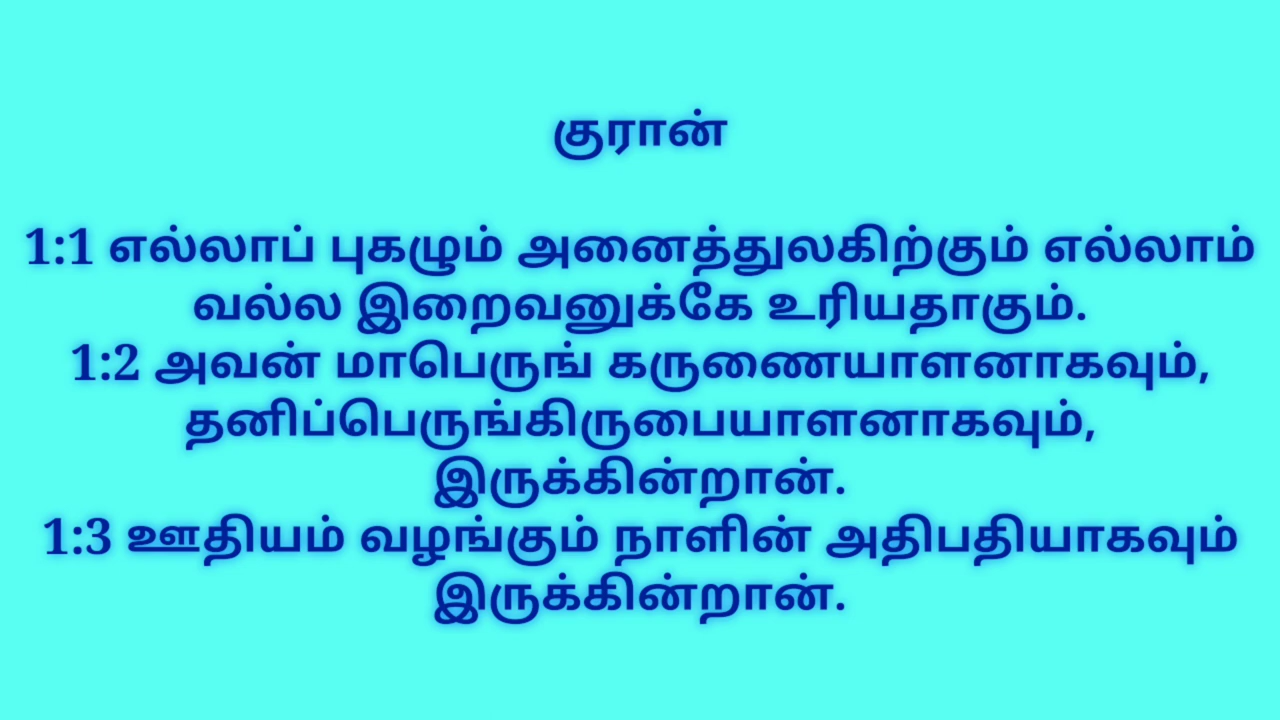 குரான்
1:1 எல்லாப் புகழும் அனைத்துலகிற்கும் எல்லாம்
வல்ல இறைவனுக்கே உரியதாகும்.
1:2 அவன் மாபெருங் கருணையாளனாகவும்,
தனிப்பெருங்கிருபையாளனாகவும்,
இருக்கின்றான்.
1:3 ஊதியம் வழங்கும் நாளின் அதிபதியாகவும்
இருக்கின்றான்.